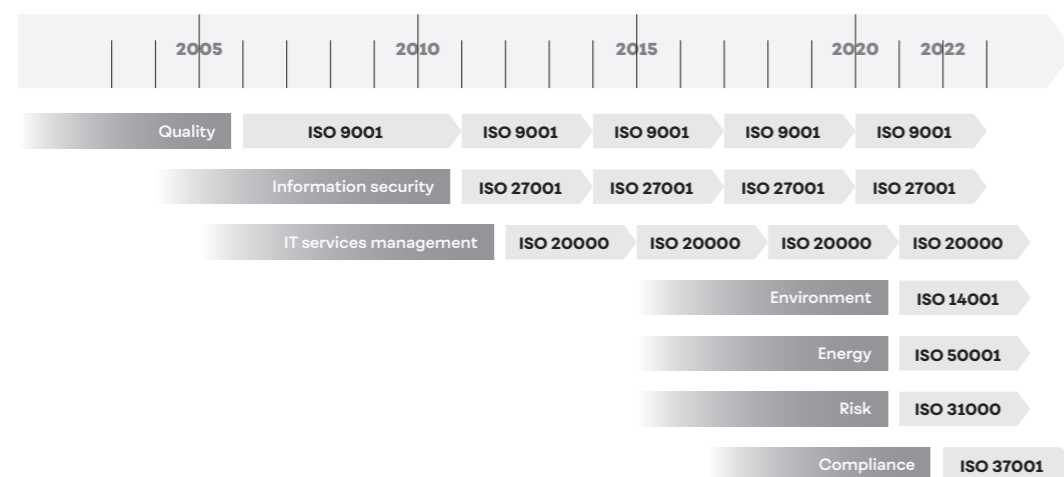 2005 2010 2015 2020 2022
Quality ISO 9001 ISO 9001 ISO 9001 ISO 9001 ISO 9001
Information security ISO 27001 ISO 27001 ISO 27001 ISO 27001
IT services management ISO 20000 ISO 20000 ISO 20000 ISO 20000
Environment ISO 14001
Energy ISO 50001
Risk ISO 31000
Compliance ISO 37001